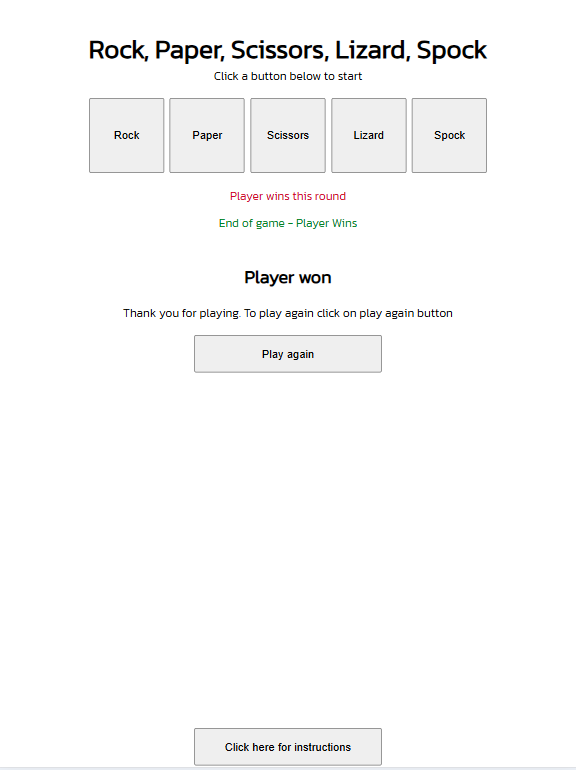 Rock, Paper, Scissors, Lizard, Spock
Click a button below to start
Rock Paper Scissors Lizard Spock
Player wins this round
End of game - Player Wins
Player won
Thank you for playing. To play again click on play again button
Play again
Click here for instructions